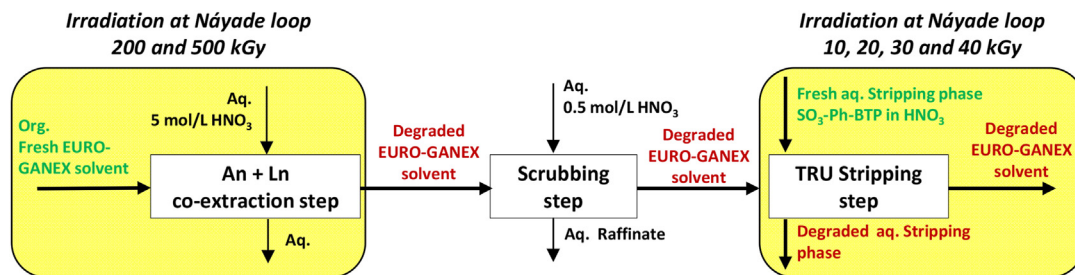 Irradiation at Náyade loop
200 and 500 kGy
Irradiation at Náyade loop
10, 20, 30 and 40 kGy
Org.
Fresh EURO-
GANEX solvent
Aq.
5 mol/L HNO₃
An + Ln
co-extraction step
Aq.
Degraded
EURO-GANEX
solvent
Aq.
0.5 mol/L HNO₃
Scrubbing
step
Aq. Raffinate
Degraded
EURO-GANEX
solvent
Fresh aq. Stripping phase
SO₃-Ph-BTP in HNO₃
TRU Stripping
step
Degraded aq. Stripping
phase
Degraded
EURO-GANEX
solvent